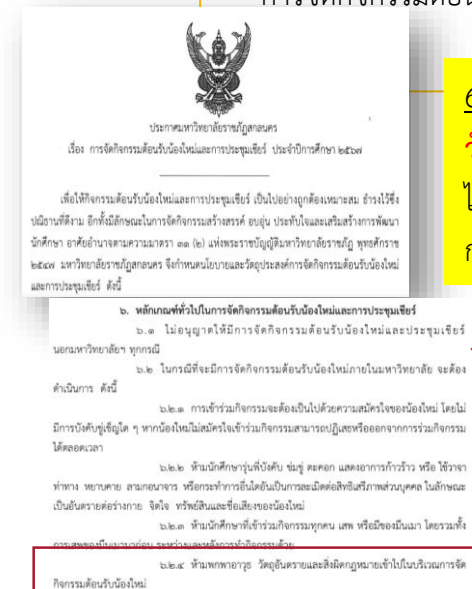 ประกาศมหาวิทยาลัยราชภัฏสกลนคร
เรื่อง การจัดกิจกรรมต้อนรับน้องใหม่และการประชุมเชียร์ ประจำปีการศึกษา ๒๕๖๗
เพื่อให้กิจกรรมต้อนรับน้องใหม่และการประชุมเชียร์ เป็นไปอย่างถูกต้องเหมาะสม ธำรงไว้ซึ่ง
ปณิธานที่ดีงาม อีกทั้งมีลักษณะในการจัดกิจกรรมสร้างสรรค์ อบอุ่น ประทับใจและเสริมสร้างการพัฒนา
นักศึกษา อาศัยอำนาจตามความมาตรา ๓๑ (๒) แห่งพระราชบัญญัติมหาวิทยาลัยราชภัฏ พุทธศักราช
๒๕๔๗ มหาวิทยาลัยราชภัฏสกลนคร จึงกำหนดนโยบายและวัตถุประสงค์การจัดกิจกรรมต้อนรับน้องใหม่
และการประชุมเชียร์ ดังนี้
๖. หลักเกณฑ์ทั่วไปในการจัดกิจกรรมต้อนรับน้องใหม่และการประชุมเชียร์
๖.๑ ไม่อนุญาตให้มีการจัดกิจกรรมต้อนรับน้องใหม่และประชุมเชียร์
นอกมหาวิทยาลัยฯ ทุกกรณี
๖.๒ ในกรณีที่จะมีการจัดกิจกรรมต้อนรับน้องใหม่ภายในมหาวิทยาลัย จะต้อง
ดำเนินการ ดังนี้
๖.๒.๑ การเข้าร่วมกิจกรรมจะต้องเป็นไปด้วยความสมัครใจของน้องใหม่ โดยไม่
มีการบังคับขู่เข็ญใด ๆ หากน้องใหม่ไม่สมัครใจเข้าร่วมกิจกรรมสามารถปฏิเสธหรือออกจากการร่วมกิจกรรม
ได้ตลอดเวลา
๖.๒.๒ ห้ามนักศึกษารุ่นพี่บังคับ ข่มขู่ ตะคอก แสดงอาการก้าวร้าว หรือ ใช้วาจา
ท่าทาง หยาบคาย ลามกอนาจาร หรือกระทำการอื่นใดอันเป็นการละเมิดต่อสิทธิเสรีภาพส่วนบุคคล ในลักษณะ
เป็นอันตรายต่อร่างกาย จิตใจ ทรัพย์สินและชื่อเสียงของน้องใหม่
๖.๒.๓ ห้ามนักศึกษาที่เข้าร่วมกิจกรรมทุกคน เสพ หรือมีของมึนเมา โดยรวมทั้ง
การเสพของมึนเมามาก่อน ระหว่างและหลังการทำกิจกรรมด้วย
๖.๒.๔ ห้ามพกพาอาวุธ วัตถุอันตรายและสิ่งผิดกฎหมายเข้าไปในบริเวณการจัด
กิจกรรมต้อนรับน้องใหม่